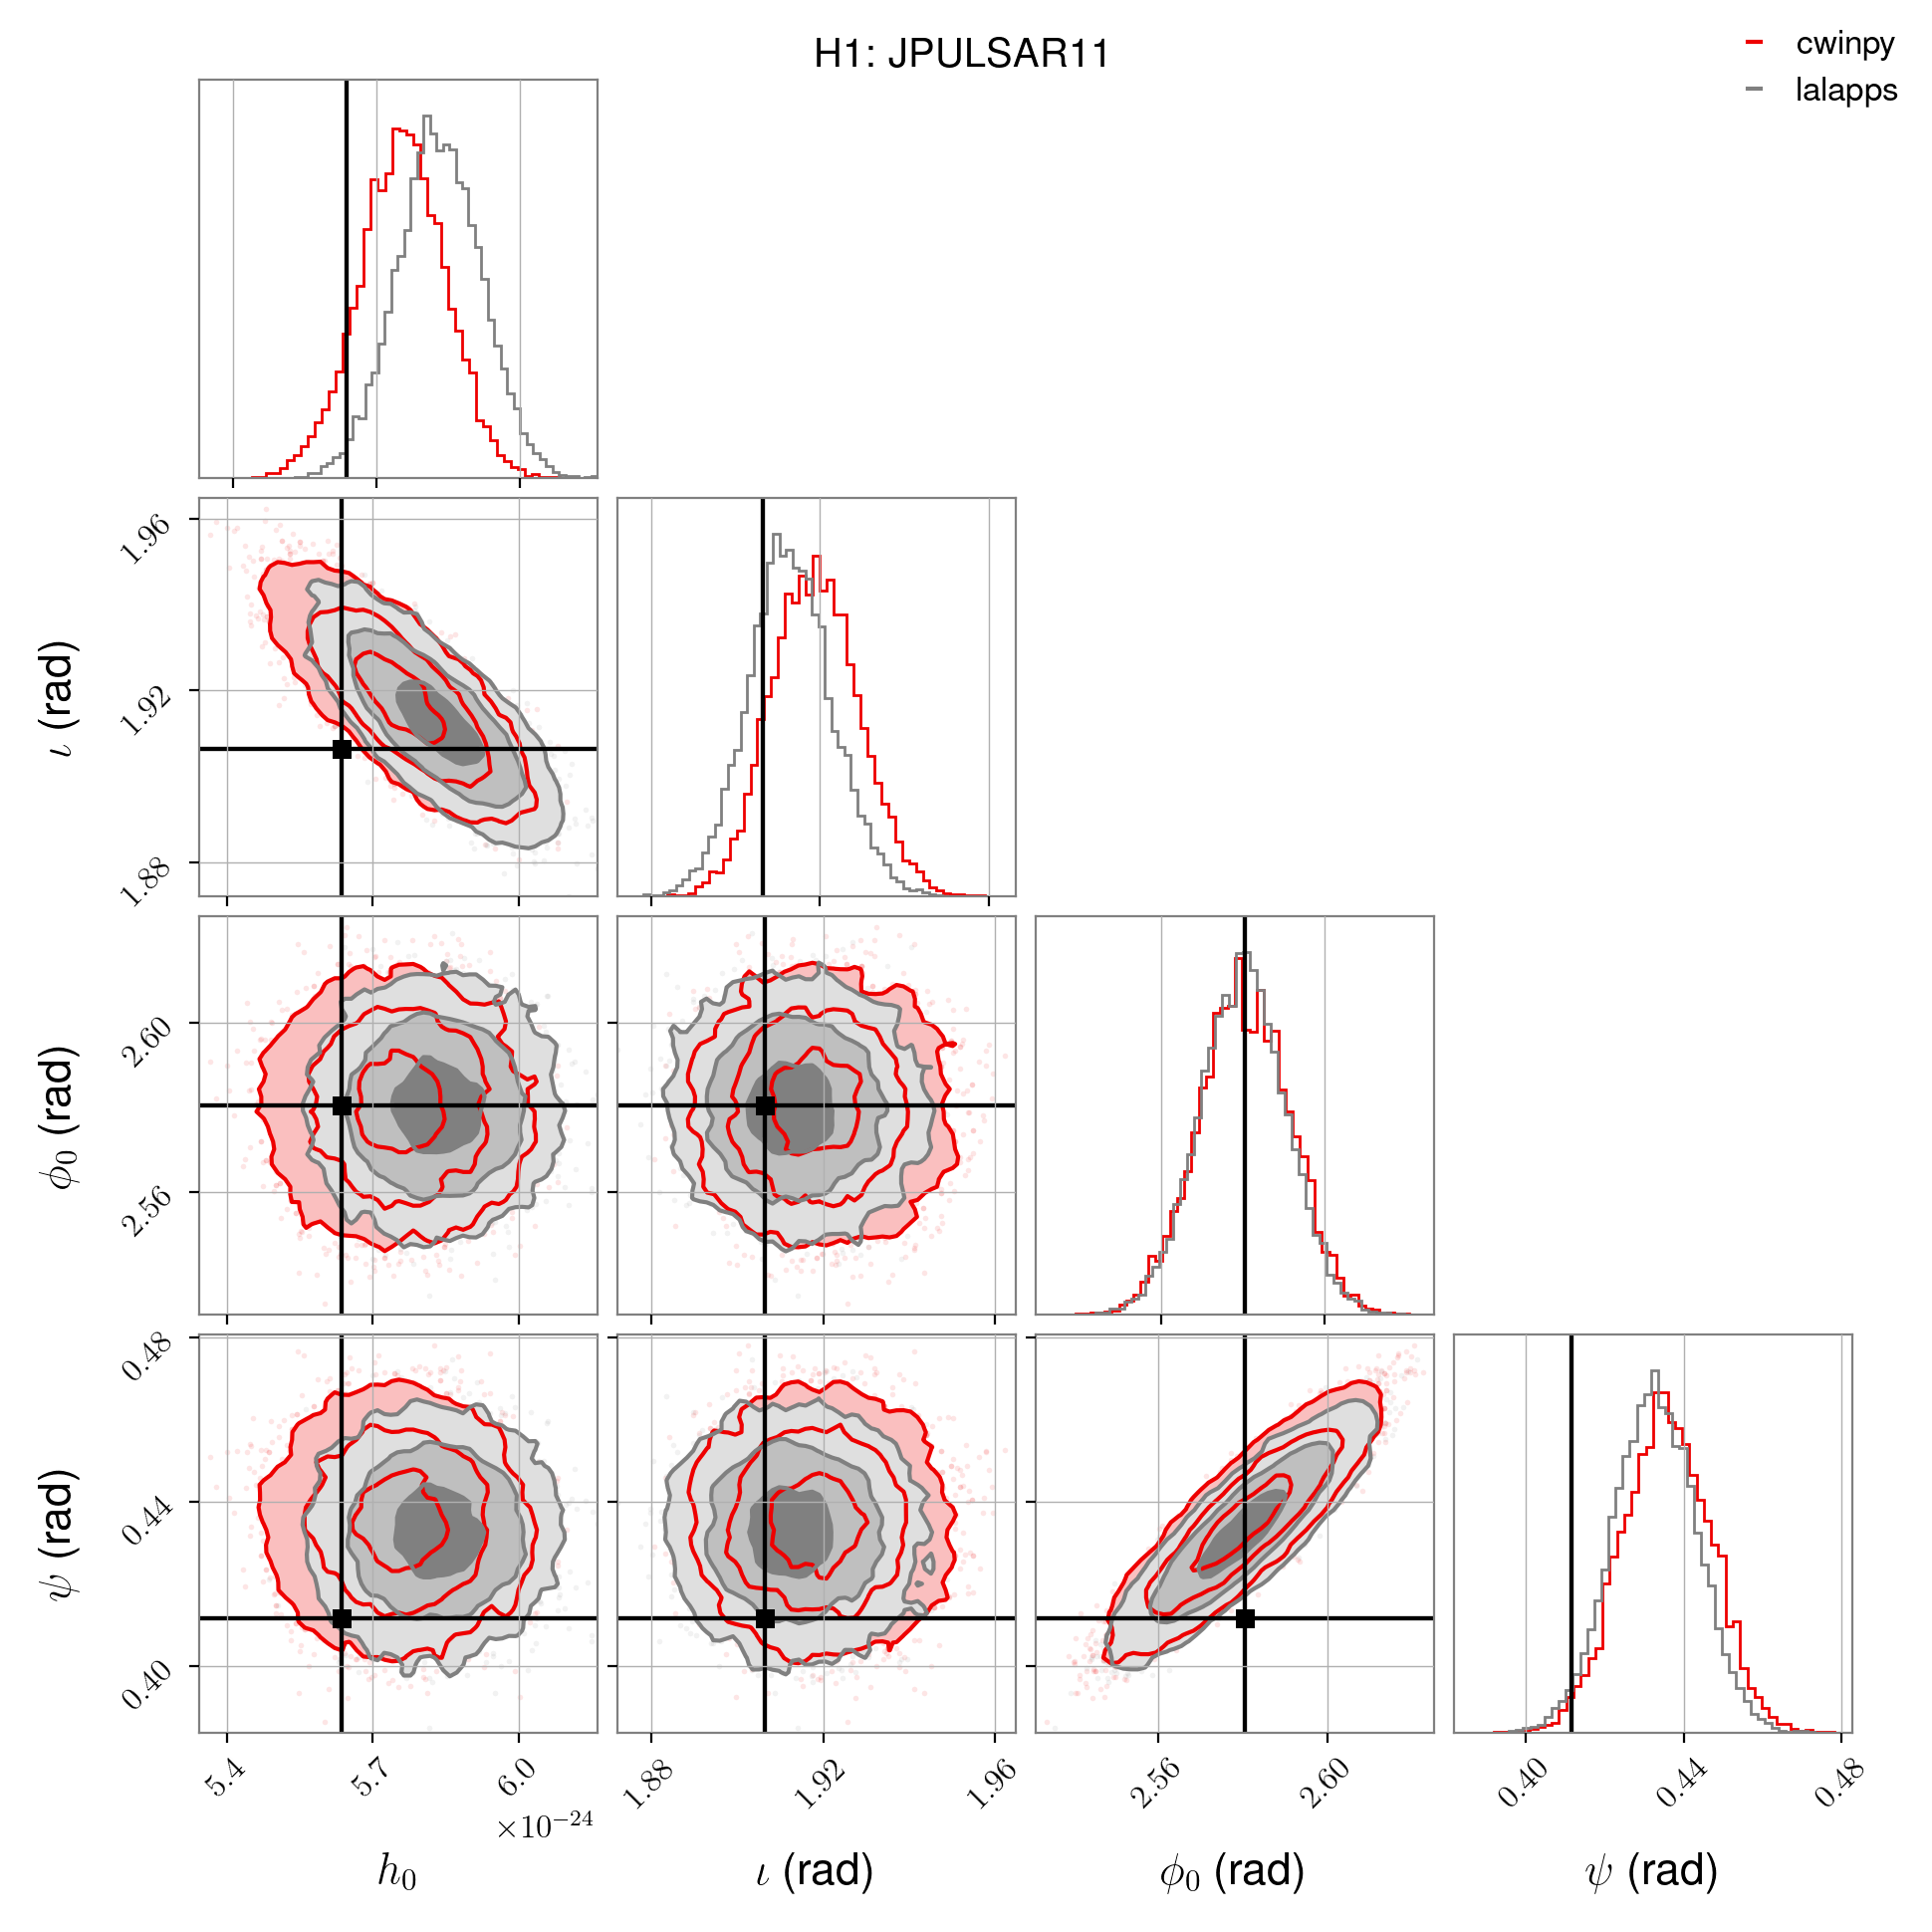 H1: JPULSAR11
cwinpy
lalapps
1.96
1.92
1.88
ι (rad)
2.60
2.56
ϕ₀ (rad)
0.48
0.44
0.40
ψ (rad)
5.4 5.7 6.0 1.88 1.92 1.96 2.56 2.60 0.40 0.44 0.48
×10⁻²⁴
h₀ ι (rad) ϕ₀ (rad) ψ (rad)